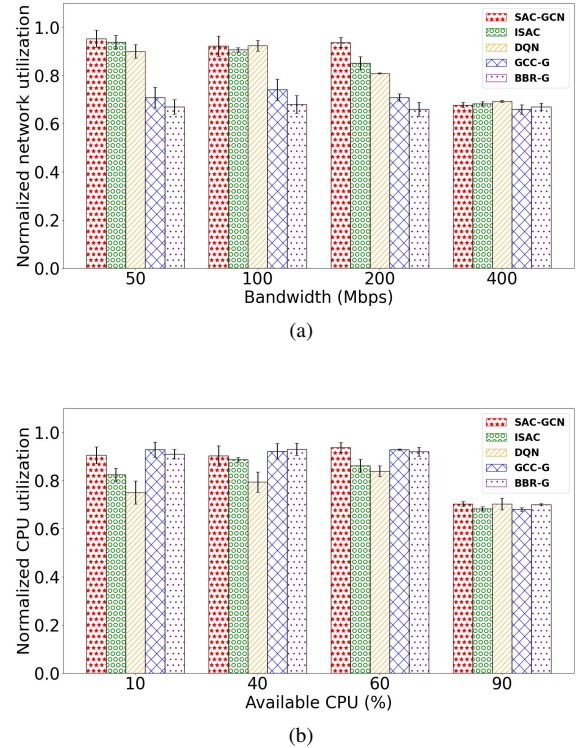 Normalized network utilization
1.0
0.8
0.6
0.4
0.2
0.0
SAC-GCN
ISAC
DQN
GCC-G
BBR-G
50 100 200 400
Bandwidth (Mbps)
(a)
Normalized CPU utilization
1.0
0.8
0.6
0.4
0.2
0.0
SAC-GCN
ISAC
DQN
GCC-G
BBR-G
10 40 60 90
Available CPU (%)
(b)